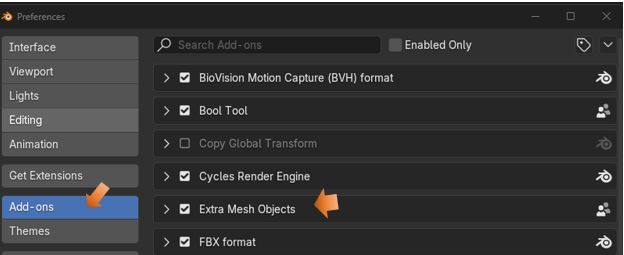 Preferences
Interface
Viewport
Lights
Editing
Animation
Get Extensions
Add-ons
Themes
Search Add-ons
Enabled Only
BioVision Motion Capture (BVH) format
Bool Tool
Copy Global Transform
Cycles Render Engine
Extra Mesh Objects
FBX format